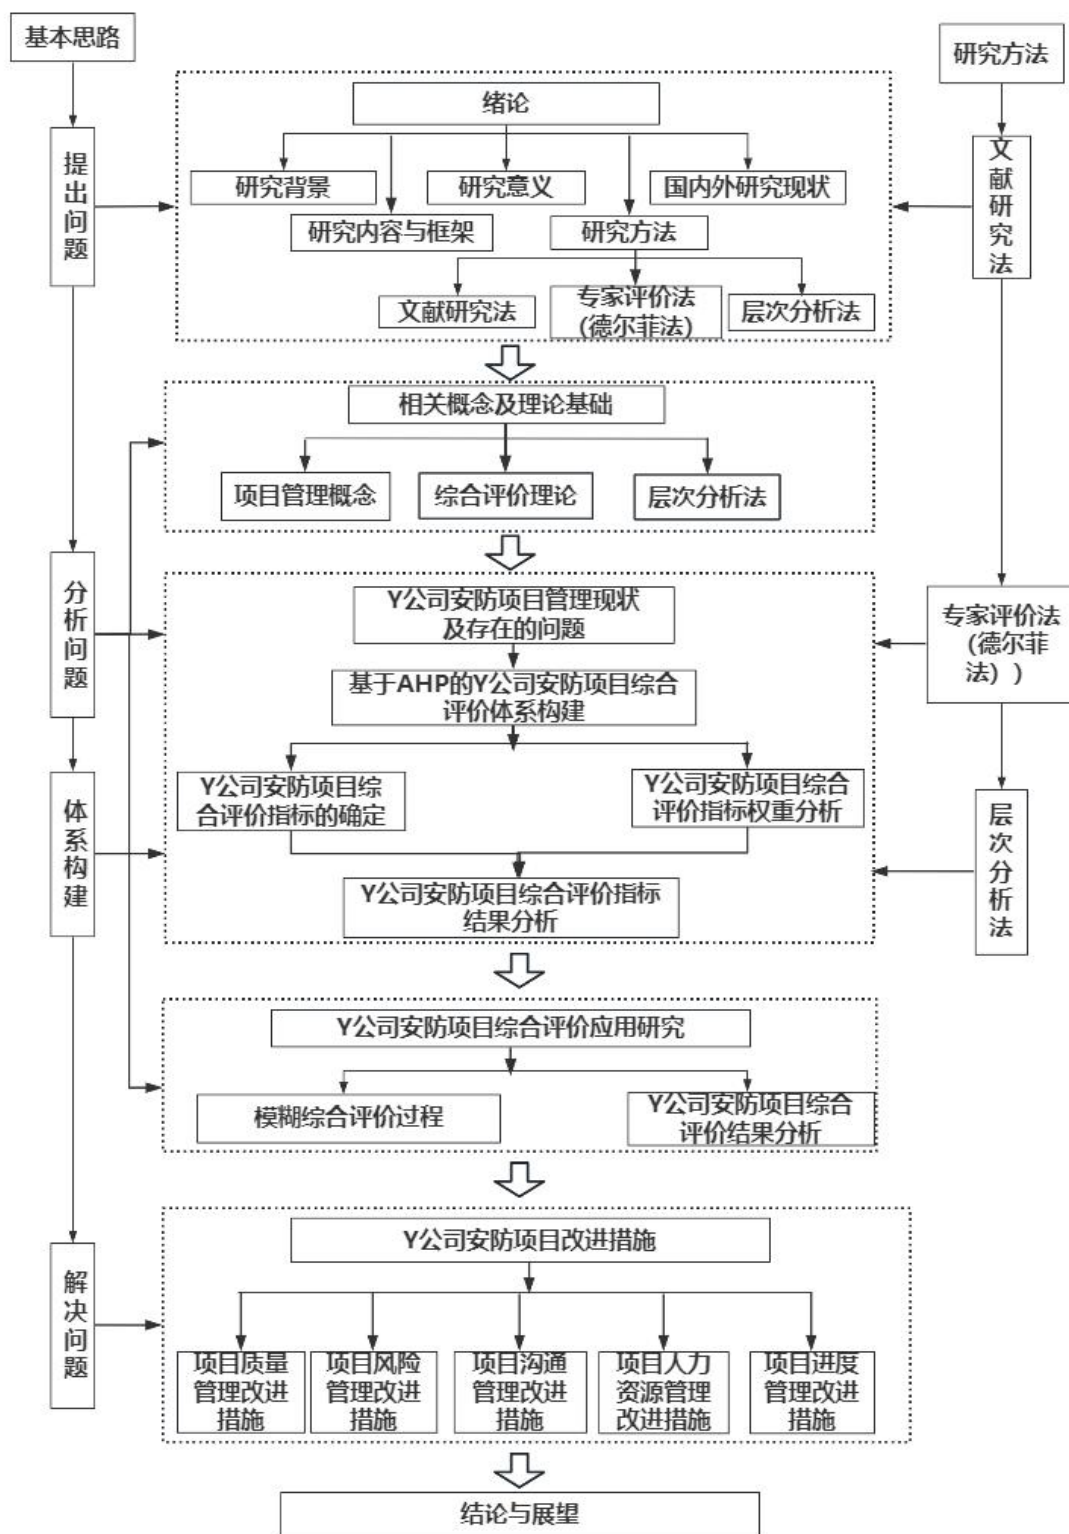 基本思路
研究方法
绪论
提出问题
文献研究法
研究背景
研究意义
国内外研究现状
研究内容与框架
研究方法
文献研究法
专家评价法
（德尔菲法）
层次分析法
相关概念及理论基础
项目管理概念
综合评价理论
层次分析法
分析问题
Y公司安防项目管理现状
及存在的问题
专家评价法
（德尔菲
法））
基于AHP的Y公司安防项目综合
评价体系构建
体系构建
Y公司安防项目综
合评价指标的确定
Y公司安防项目综合
评价指标权重分析
层次分析法
Y公司安防项目综合评价指标
结果分析
Y公司安防项目综合评价应用研究
模糊综合评价过程
Y公司安防项目综合
评价结果分析
Y公司安防项目改进措施
解决问题
项目质量
管理改进
措施
项目风险
管理改进
措施
项目沟通
管理改进
措施
项目人力
资源管理
改进措施
项目进度
管理改进
措施
结论与展望